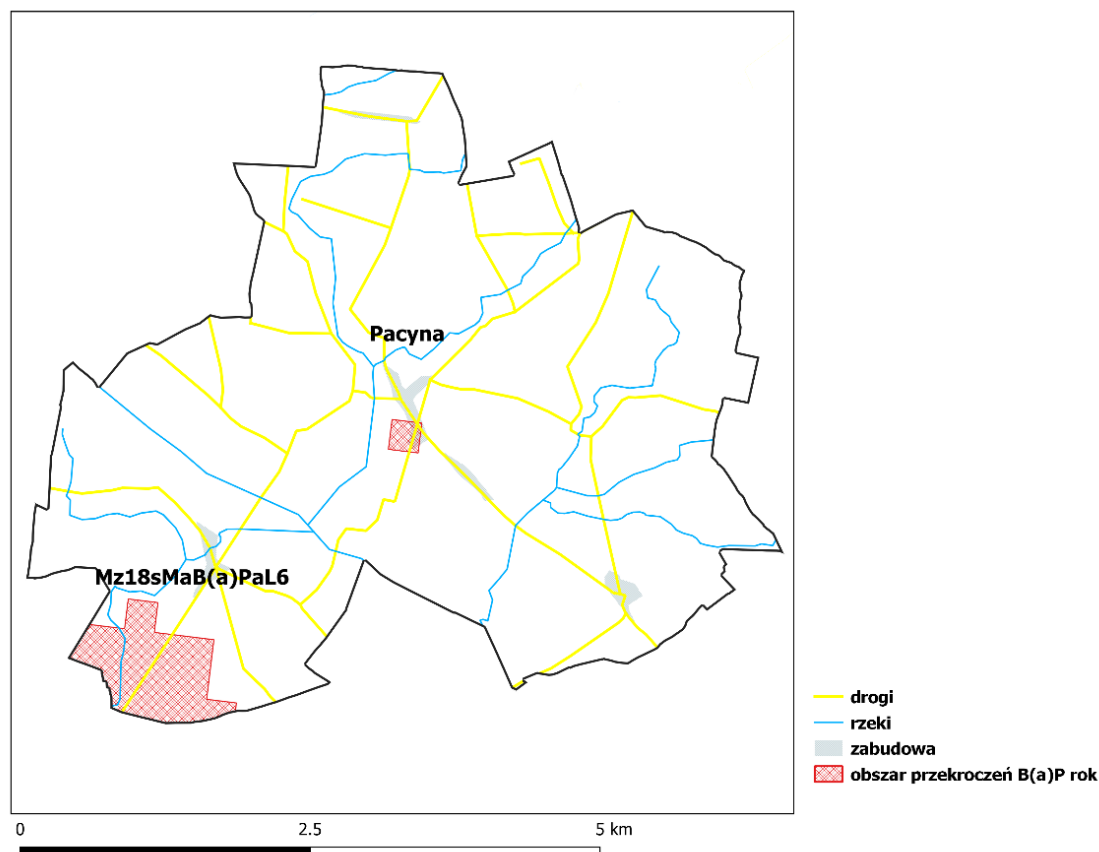 Pacyna
Mz18sMaB(a)PaL6
drogi
rzeki
zabudowa
obszar przekroczeń B(a)P rok
0 2.5 5 km